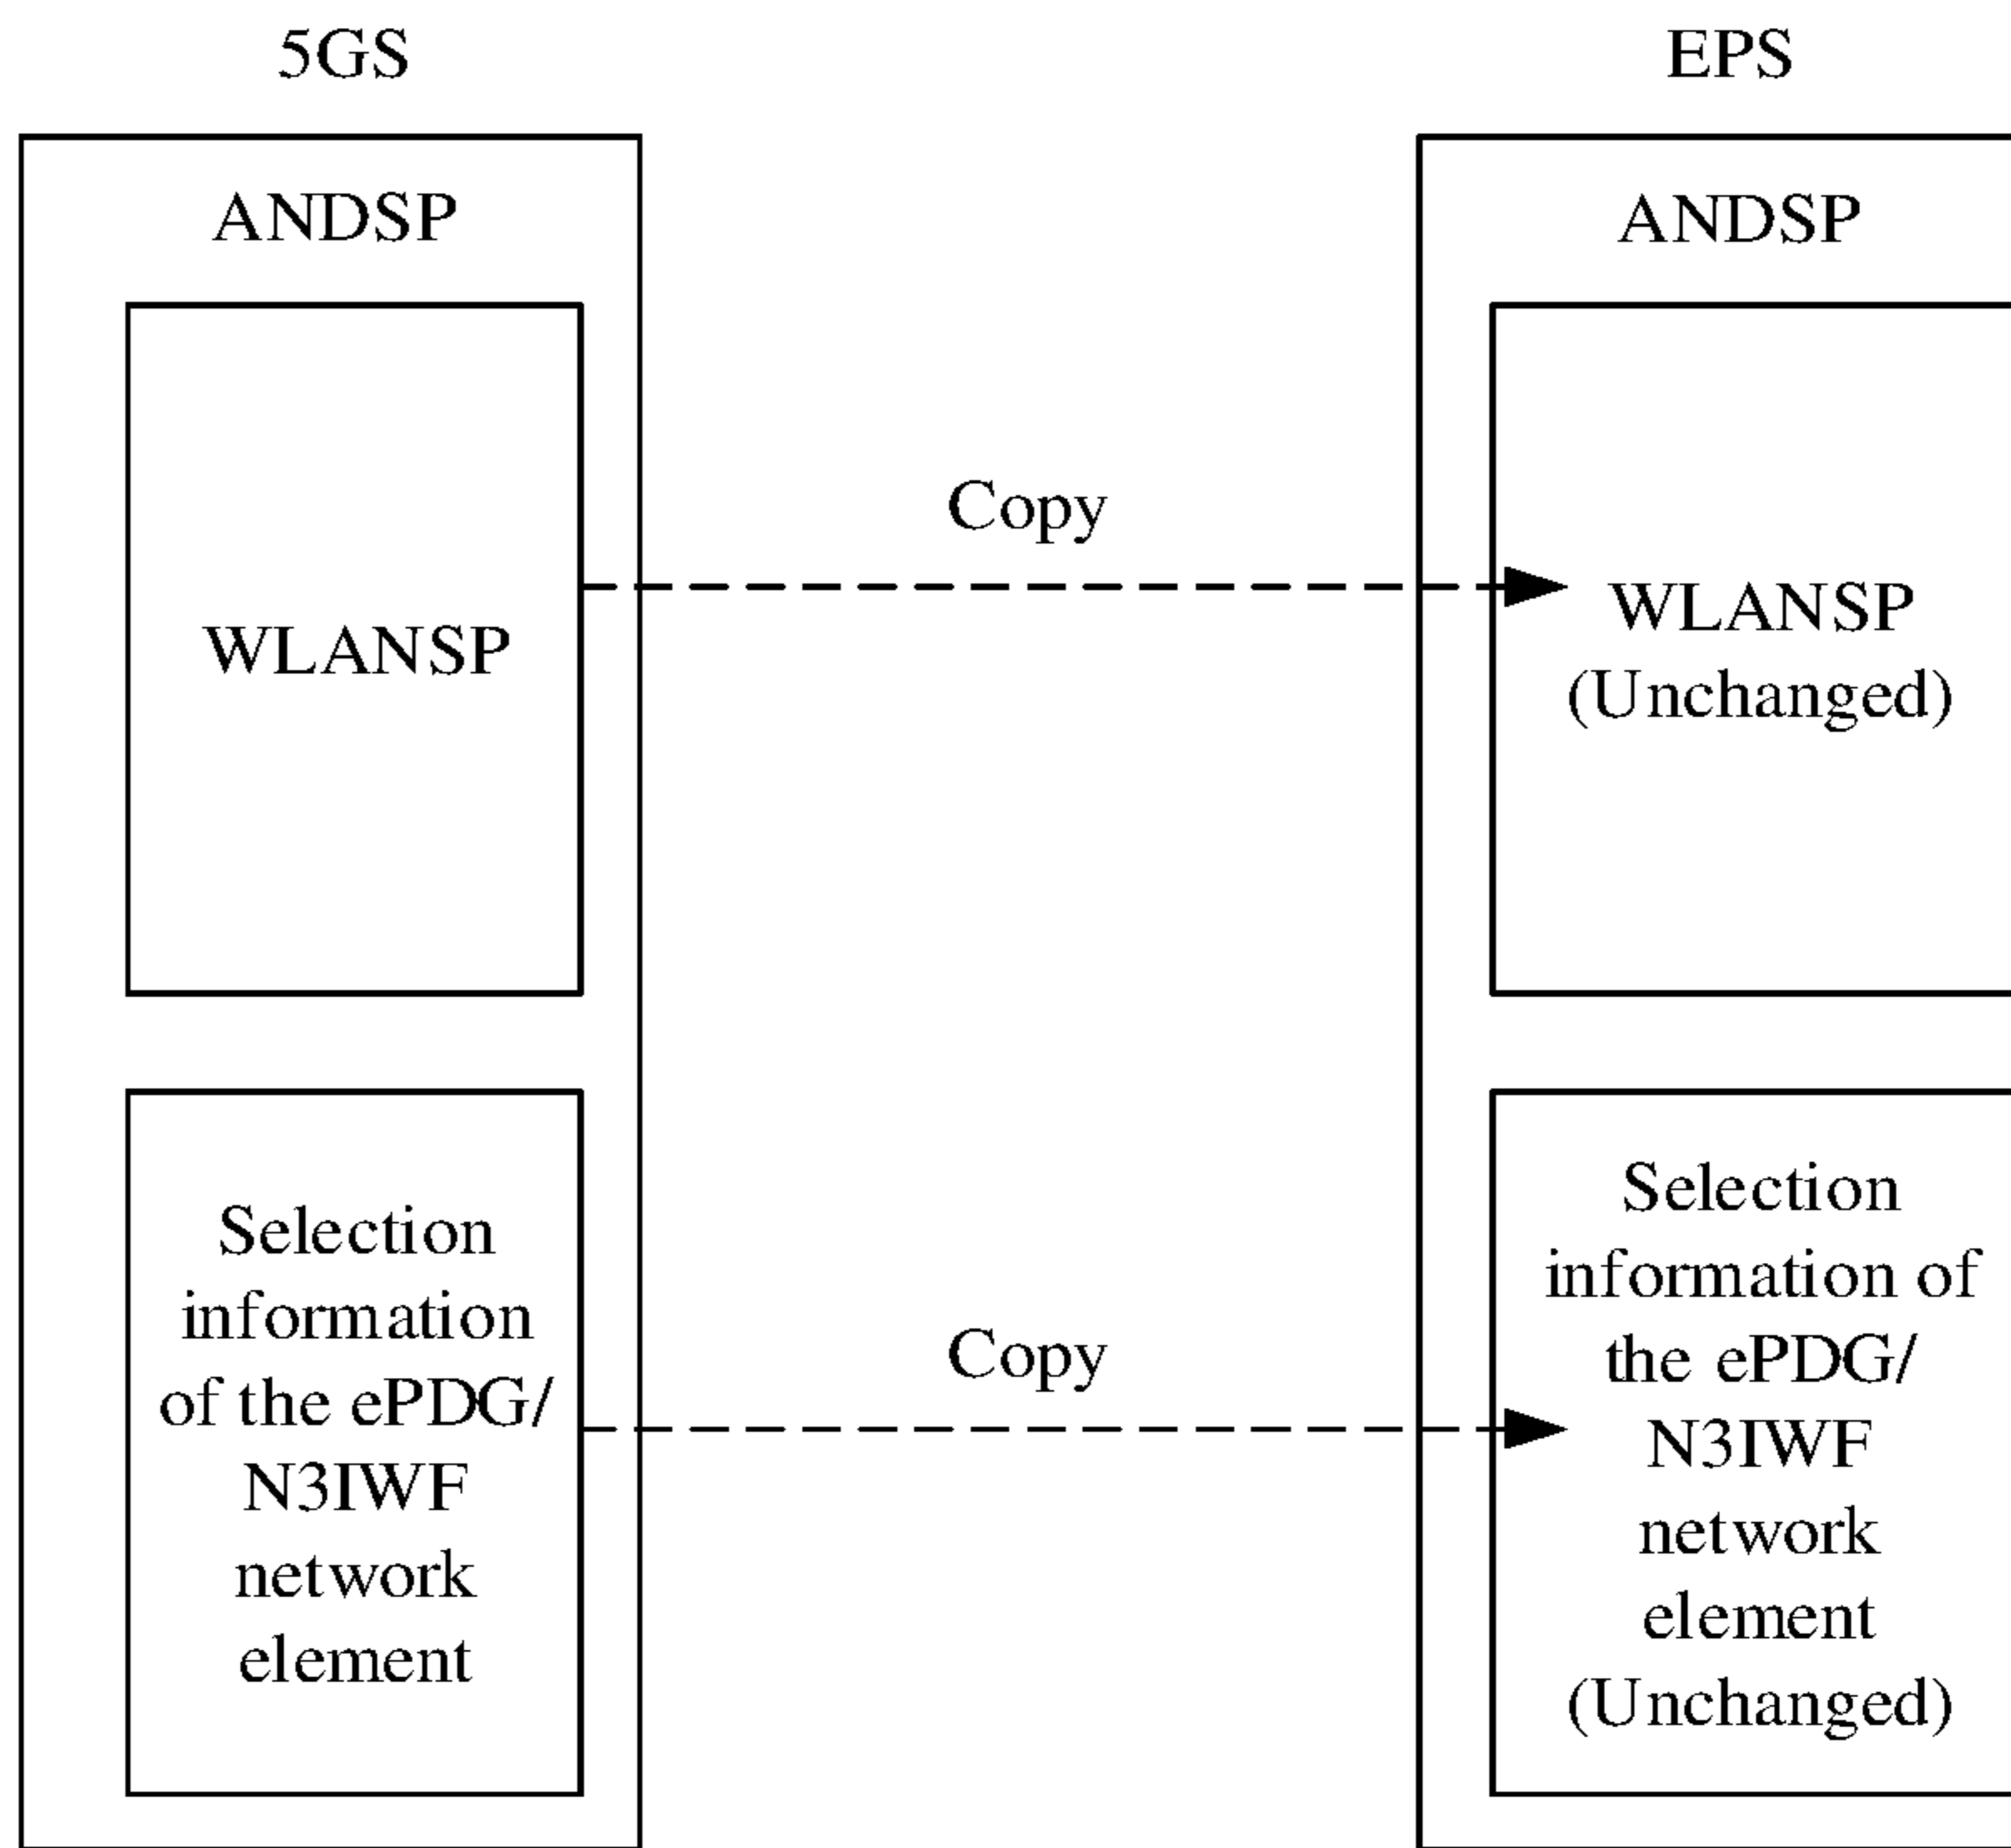 5GS
ANDSP
WLANSP
Selection
information
of the ePDG/
N3IWF
network
element
Copy
Copy
EPS
ANDSP
WLANSP
(Unchanged)
Selection
information of
the ePDG/
N3IWF
network
element
(Unchanged)